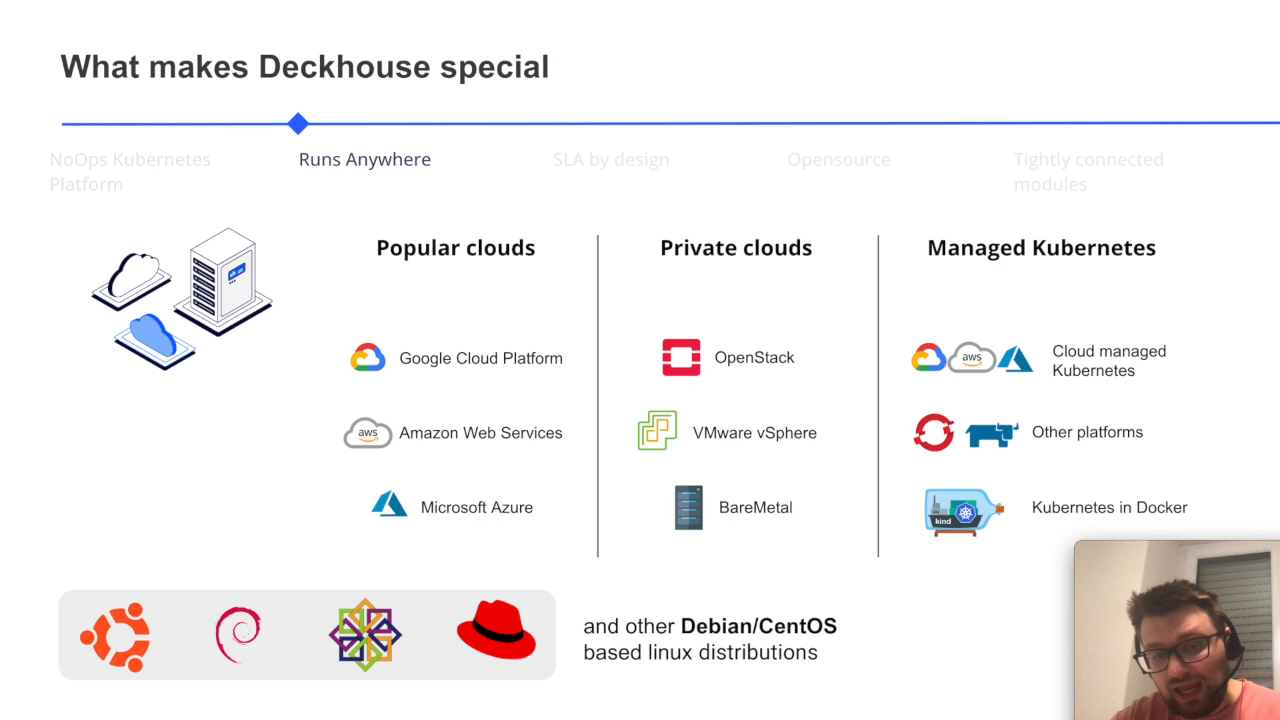 What makes Deckhouse special
NoOps Kubernetes
Platform
Runs Anywhere
SLA by design
Opensource
Tightly connected
modules
Popular clouds
Google Cloud Platform
aws
Amazon Web Services
Microsoft Azure
Private clouds
OpenStack
VMware vSphere
BareMetal
Managed Kubernetes
aws
Cloud managed
Kubernetes
Other platforms
kind
Kubernetes in Docker
and other Debian/CentOS
based linux distributions